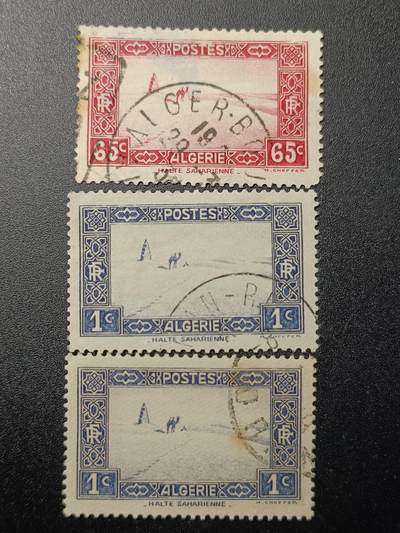 POSTES
RF RF
ALGER-B
19
65c ALGERIE 65c
HALTE SAHARIENNE H. CHEFFER
POSTES
RF RF
1c ALGERIE 1c
HALTE SAHARIENNE
POSTES
RF RF
1c ALGERIE 1c
HALTE SAHARIENNE